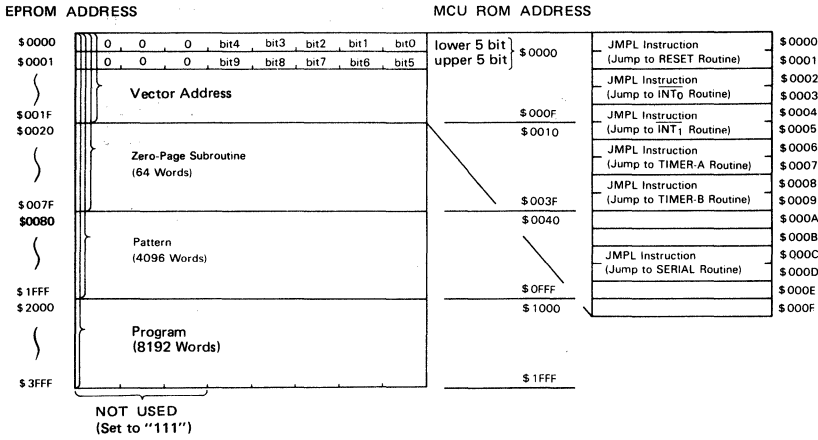 EPROM ADDRESS
MCU ROM ADDRESS
$0000 0 0 0 bit4 bit3 bit2 bit1 bit0 lower 5 bit $0000
$0001 0 0 0 bit9 bit8 bit7 bit6 bit5 upper 5 bit
Vector Address
$001F $000F
$0020 $0010
Zero-Page Subroutine
(64 Words)
$007F $003F
$0080 $0040
Pattern
(4096 Words)
$1FFF $0FFF
$2000 $1000
Program
(8192 Words)
$3FFF $1FFF
NOT USED
(Set to "111")
JMPL Instruction $0000
(Jump to RESET Routine) $0001
JMPL Instruction $0002
(Jump to INT0 Routine) $0003
JMPL Instruction $0004
(Jump to INT1 Routine) $0005
JMPL Instruction $0006
(Jump to TIMER-A Routine) $0007
JMPL Instruction $0008
(Jump to TIMER-B Routine) $0009
$000A
$000B
JMPL Instruction $000C
(Jump to SERIAL Routine) $000D
$000E
$000F